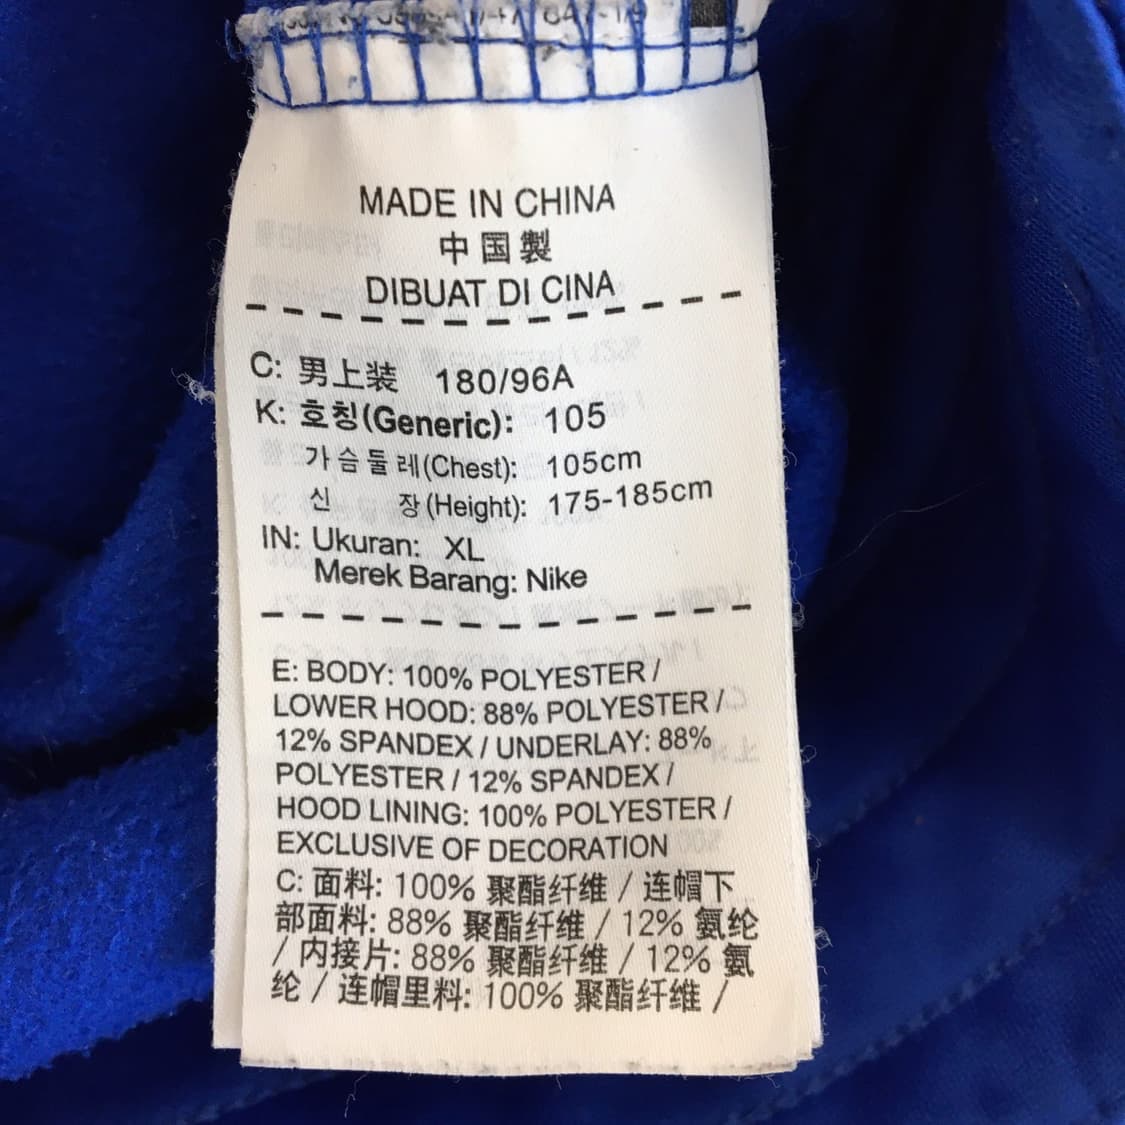 MADE IN CHINA
中国製
DIBUAT DI CINA
C: 男上装 180/96A
K: 호칭(Generic): 105
가슴둘레(Chest): 105cm
신 장(Height): 175-185cm
IN: Ukuran: XL
Merek Barang: Nike
E: BODY: 100% POLYESTER /
LOWER HOOD: 88% POLYESTER /
12% SPANDEX / UNDERLAY: 88%
POLYESTER / 12% SPANDEX /
HOOD LINING: 100% POLYESTER /
EXCLUSIVE OF DECORATION
C: 面料: 100% 聚酯纤维 / 连帽下
部面料: 88% 聚酯纤维 / 12% 氨纶
/ 内接片: 88% 聚酯纤维 / 12% 氨
纶 / 连帽里料: 100% 聚酯纤维 /